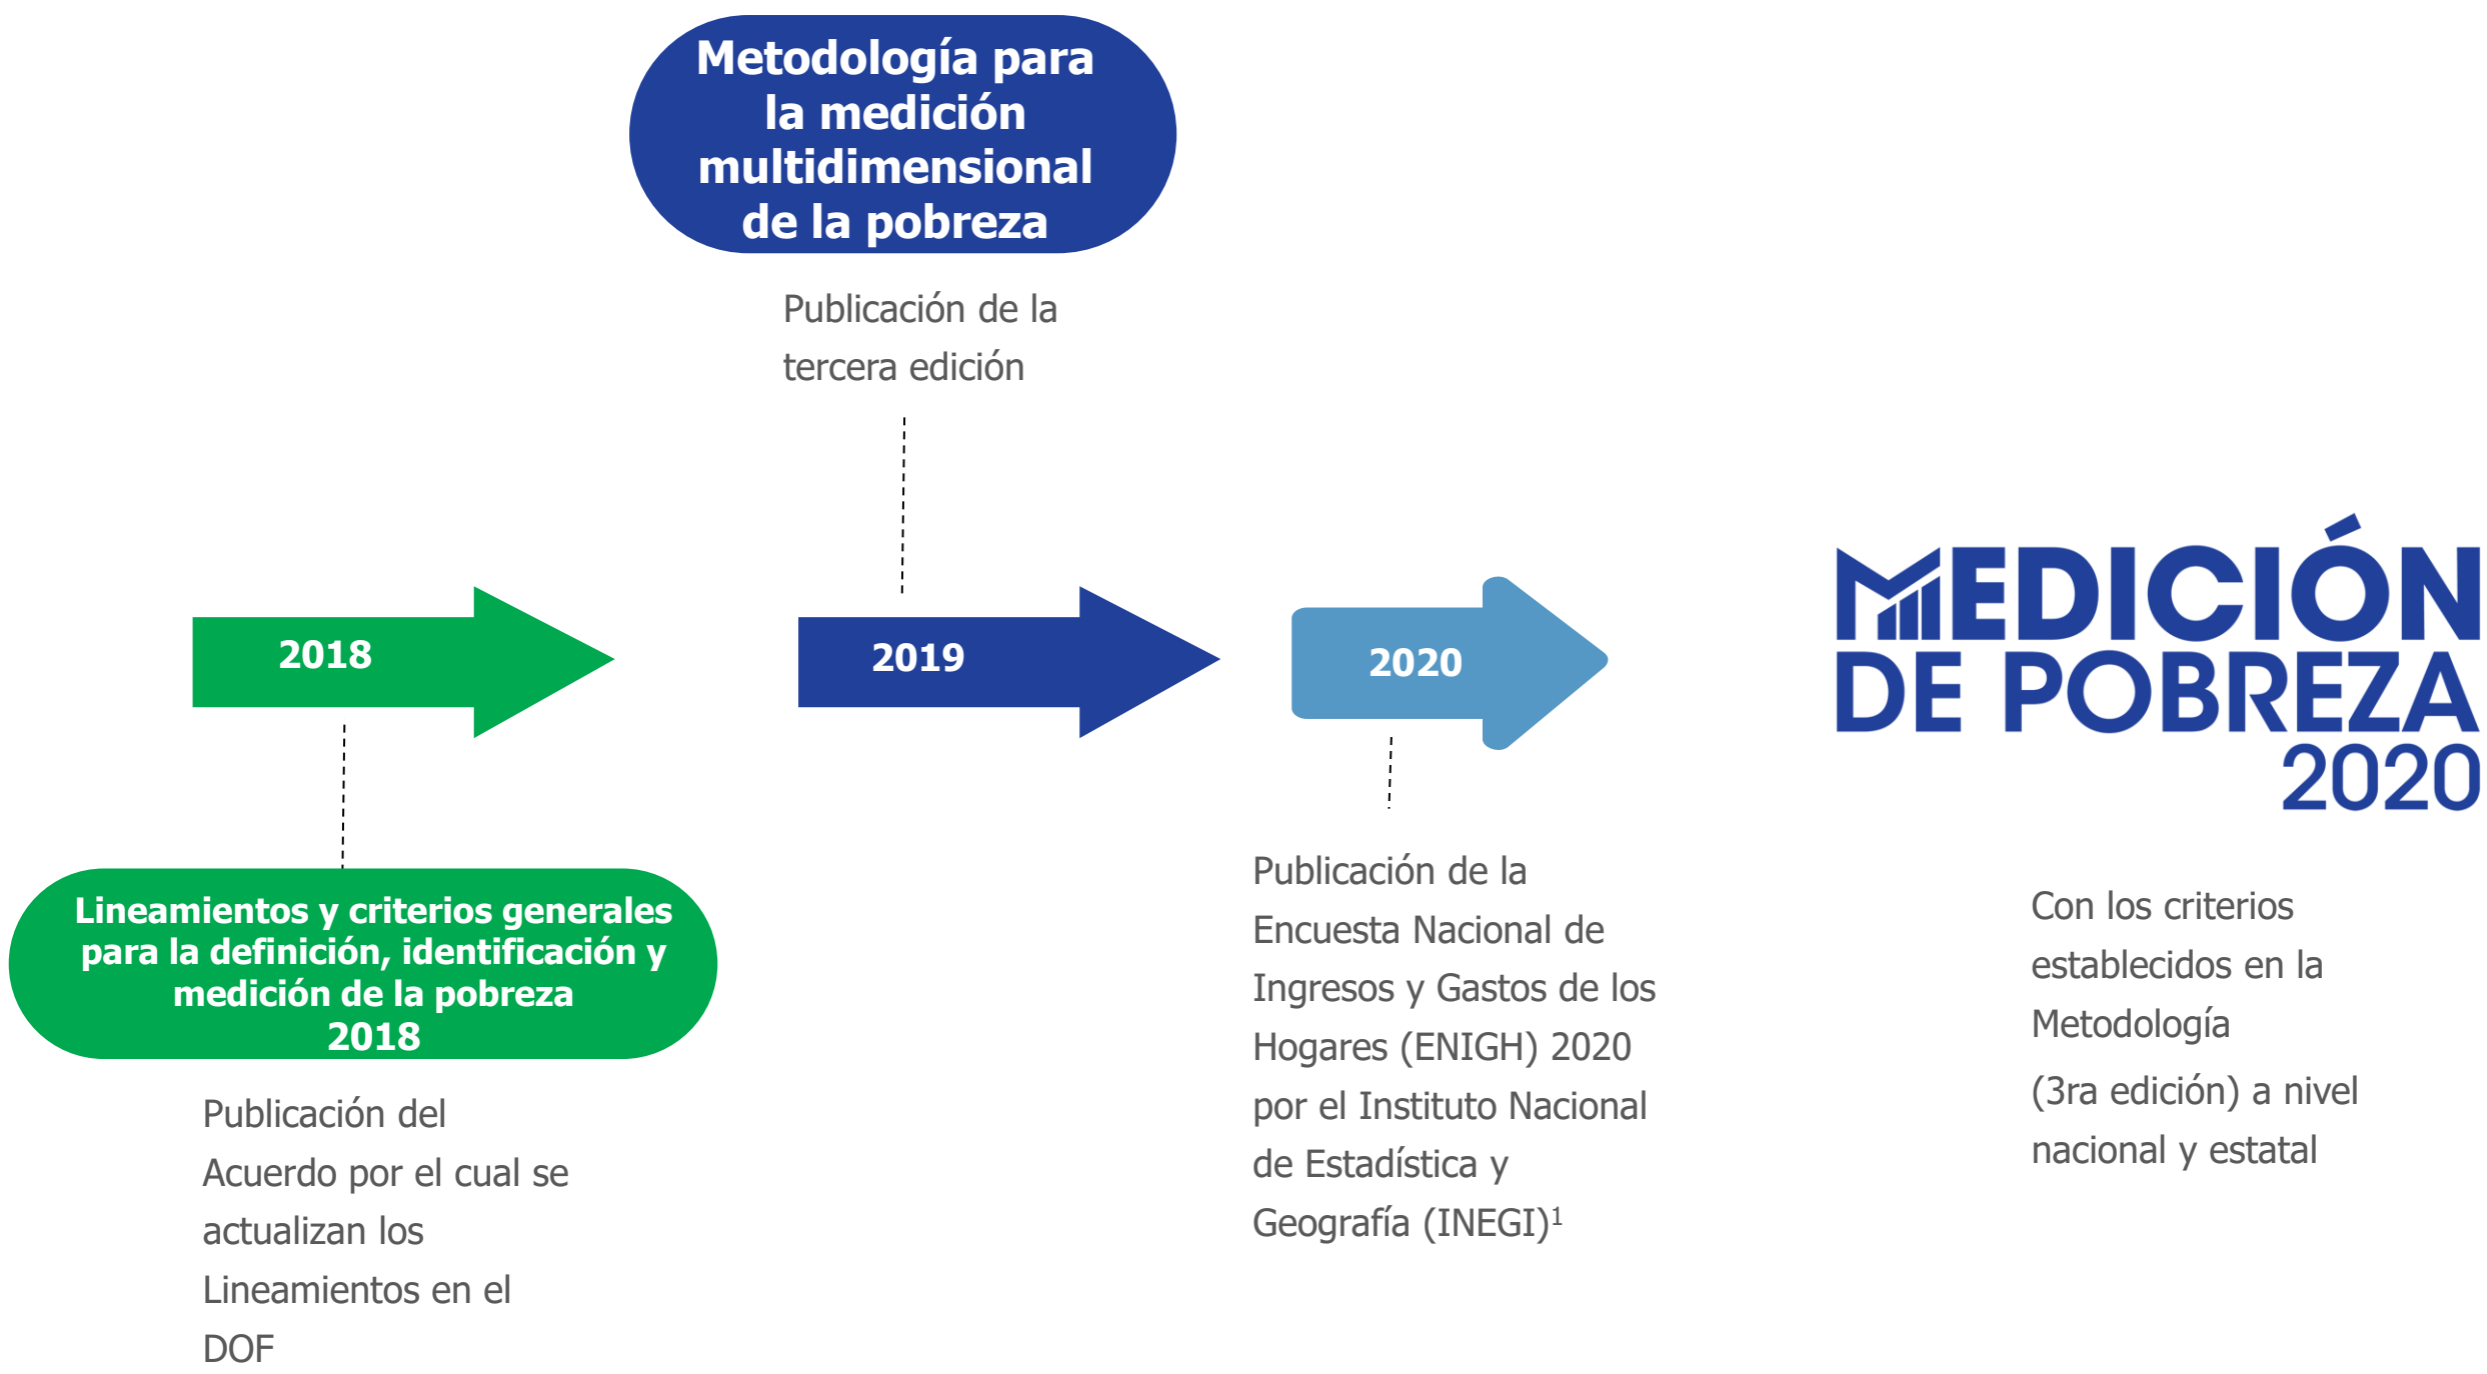 Metodología para
la medición
multidimensional
de la pobreza
Publicación de la
tercera edición
2018
2019
2020
MEDICIÓN
DE POBREZA
2020
Lineamientos y criterios generales
para la definición, identificación y
medición de la pobreza
2018
Publicación del
Acuerdo por el cual se
actualizan los
Lineamientos en el
DOF
Publicación de la
Encuesta Nacional de
Ingresos y Gastos de los
Hogares (ENIGH) 2020
por el Instituto Nacional
de Estadística y
Geografía (INEGI)¹
Con los criterios
establecidos en la
Metodología
(3ra edición) a nivel
nacional y estatal